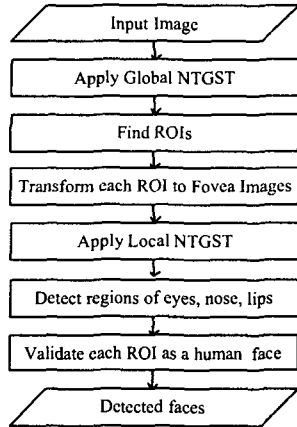 Input Image
Apply Global NTGST
Find ROIs
Transform each ROI to Fovea Images
Apply Local NTGST
Detect regions of eyes, nose, lips
Validate each ROI as a human face
Detected faces